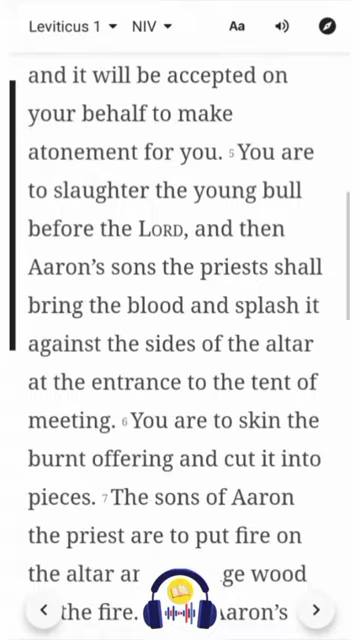 Leviticus 1 NIV Aa
and it will be accepted on
your behalf to make
atonement for you. 5 You are
to slaughter the young bull
before the LORD, and then
Aaron’s sons the priests shall
bring the blood and splash it
against the sides of the altar
at the entrance to the tent of
meeting. 6 You are to skin the
burnt offering and cut it into
pieces. 7 The sons of Aaron
the priest are to put fire on
the altar ge wood
the fire. Aaron’s